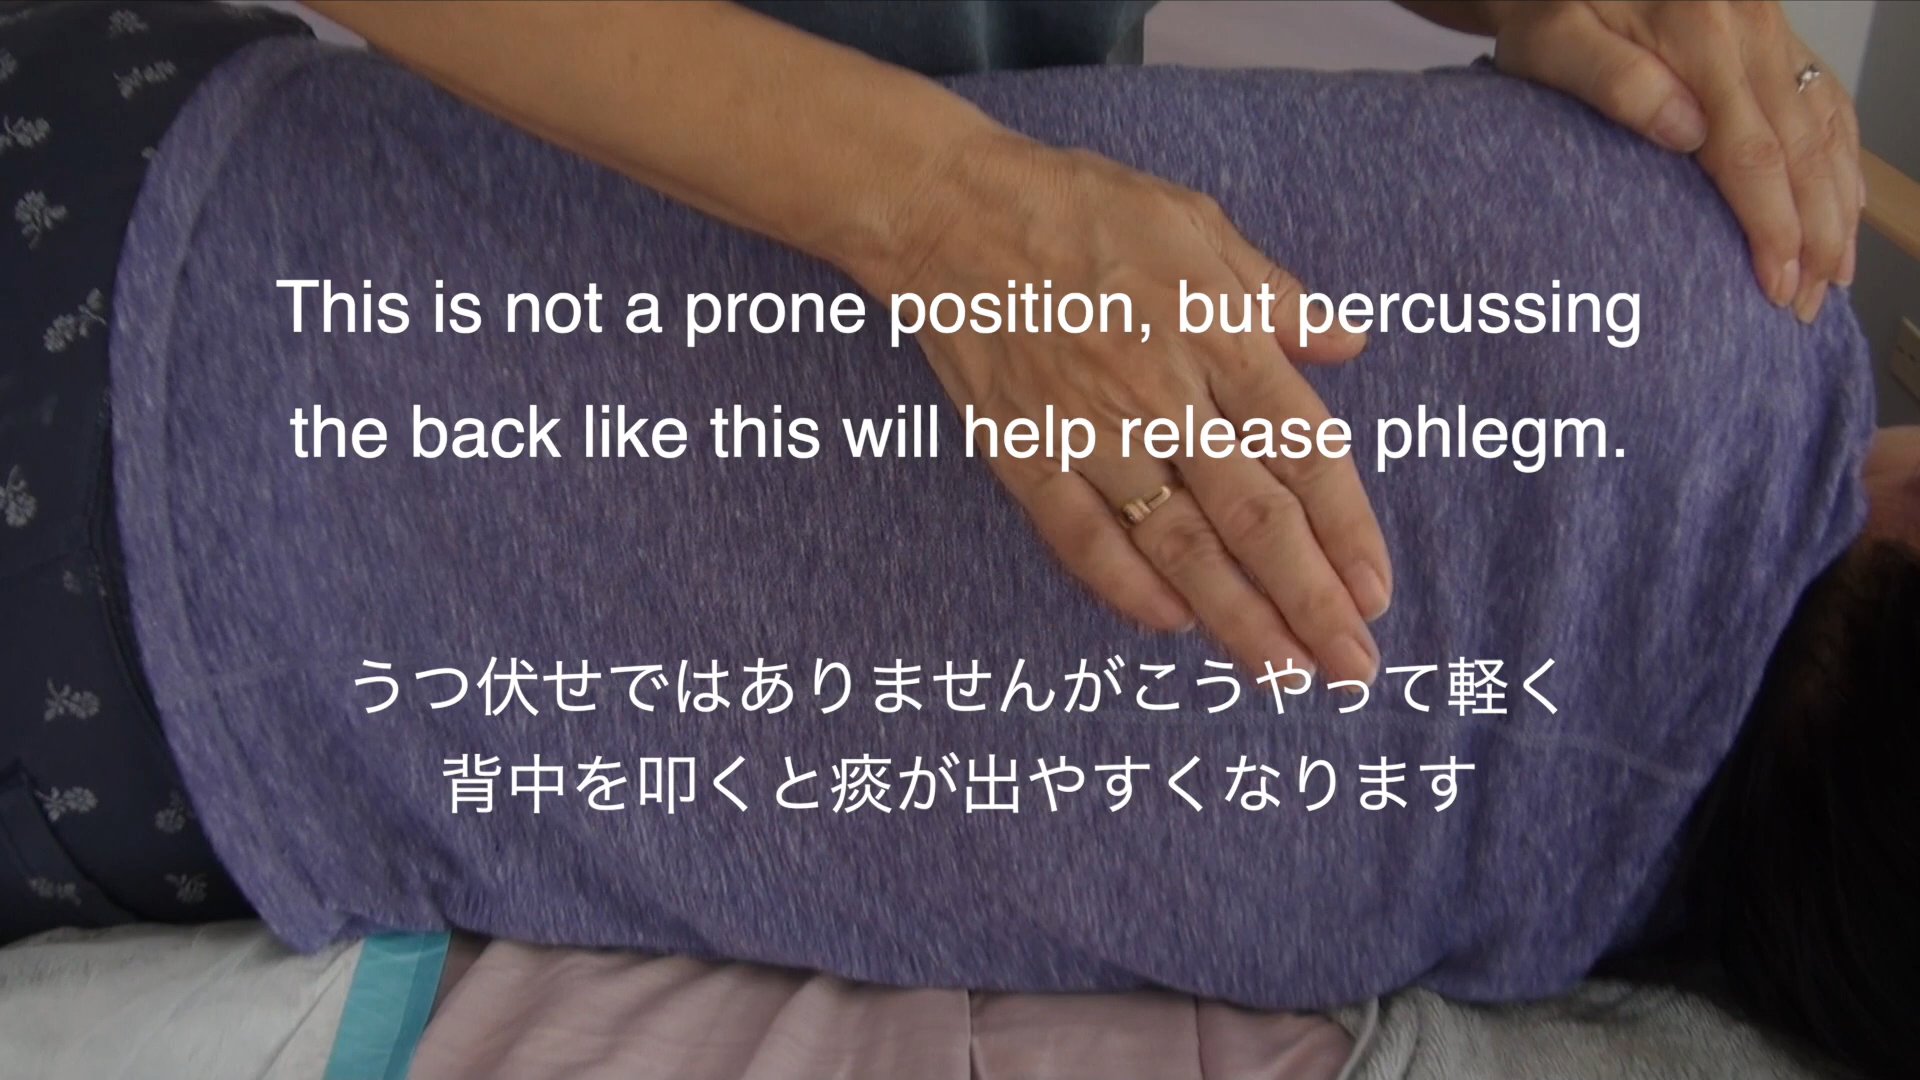 This is not a prone position, but percussing
the back like this will help release phlegm.
うつ伏せではありませんがこうやって軽く
背中を叩くと痰が出やすくなります